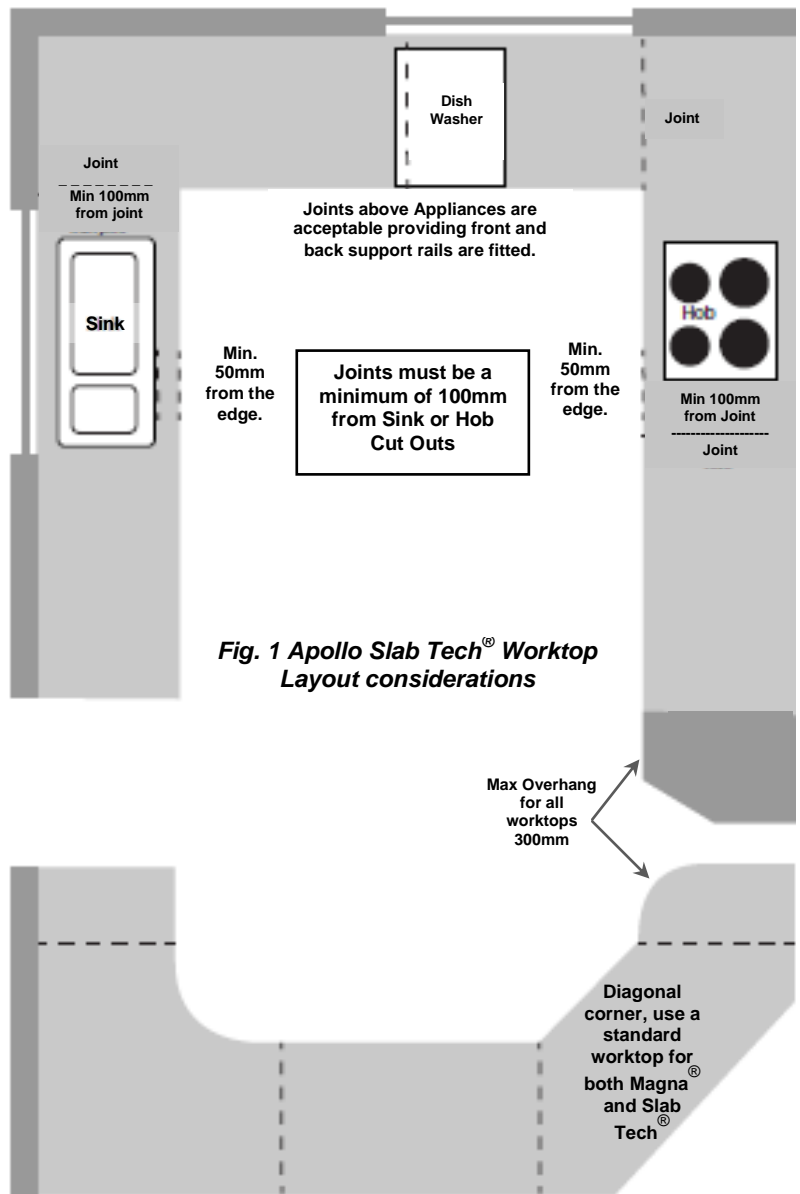 Dish
Washer
Joint
Joint
Min 100mm
from joint
Joints above Appliances are
acceptable providing front and
back support rails are fitted.
Sink
Hob
Min.
50mm
from the
edge.
Joints must be a
minimum of 100mm
from Sink or Hob
Cut Outs
Min.
50mm
from the
edge.
Min 100mm
from Joint
Joint
Fig. 1 Apollo Slab Tech® Worktop
Layout considerations
Max Overhang
for all
worktops
300mm
Diagonal
corner, use a
standard
worktop for
both Magna®
and Slab
Tech®